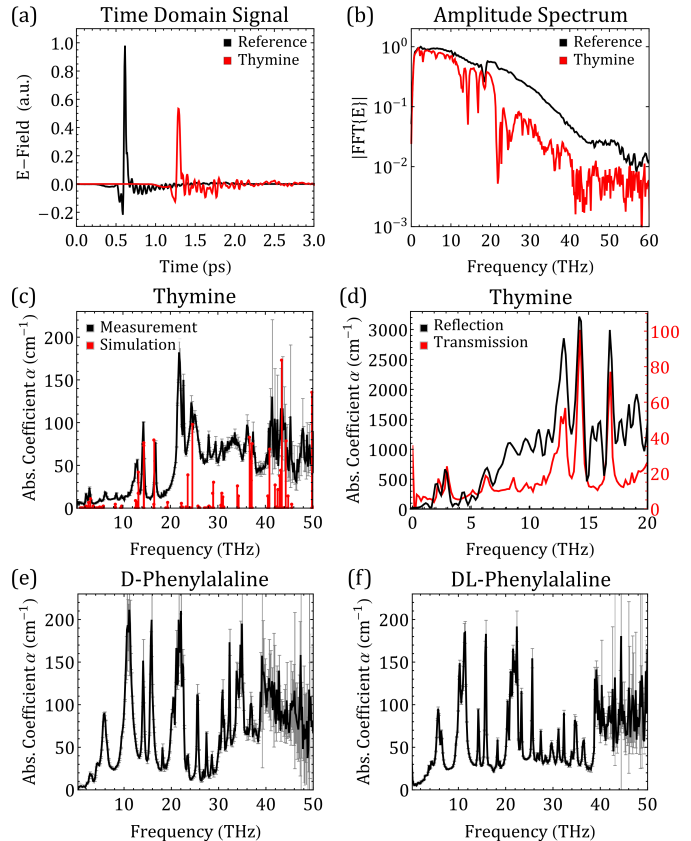 (a) Time Domain Signal
Reference
Thymine
1.0
0.8
0.6
0.4
0.2
0.0
−0.2
E−Field (a.u.)
0.0 0.5 1.0 1.5 2.0 2.5 3.0
Time (ps)
(b) Amplitude Spectrum
Reference
Thymine
10⁰
10⁻¹
10⁻²
10⁻³
|FFT{E}|
0 10 20 30 40 50 60
Frequency (THz)
(c) Thymine
Measurement
Simulation
200
150
100
50
0
Abs. Coefficient α (cm⁻¹)
10 20 30 40 50
Frequency (THz)
(d) Thymine
Reflection
Transmission
3000
2500
2000
1500
1000
500
0
Abs. Coefficient α (cm⁻¹)
100
80
60
40
20
0
0 5 10 15 20
Frequency (THz)
(e) D-Phenylalaline
200
150
100
50
0
Abs. Coefficient α (cm⁻¹)
10 20 30 40 50
Frequency (THz)
(f) DL-Phenylalaline
200
150
100
50
0
Abs. Coefficient α (cm⁻¹)
10 20 30 40 50
Frequency (THz)